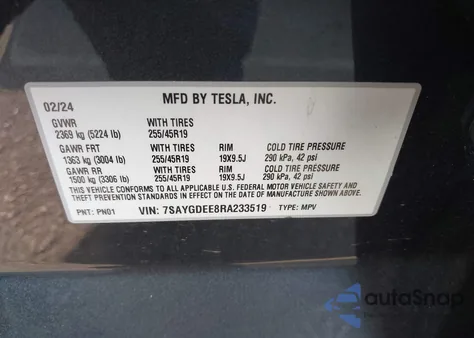 MFD BY TESLA, INC.
02/24
GVWR WITH TIRES
2369 kg (5224 lb) 255/45R19
GAWR FRT WITH TIRES RIM COLD TIRE PRESSURE
1363 kg (3004 lb) 255/45R19 19X9.5J 290 kPa, 42 psi
GAWR RR WITH TIRES RIM COLD TIRE PRESSURE
1500 kg (3306 lb) 255/45R19 19X9.5J 290 kPa, 42 psi
THIS VEHICLE CONFORMS TO ALL APPLICABLE U.S. FEDERAL MOTOR VEHICLE SAFETY AND
THEFT PREVENTION STANDARDS IN EFFECT ON THE DATE OF MANUFACTURE SHOWN ABOVE.
PNT: PN01 VIN: 7SAYGDEE8RA233519 TYPE: MPV
autaSnap